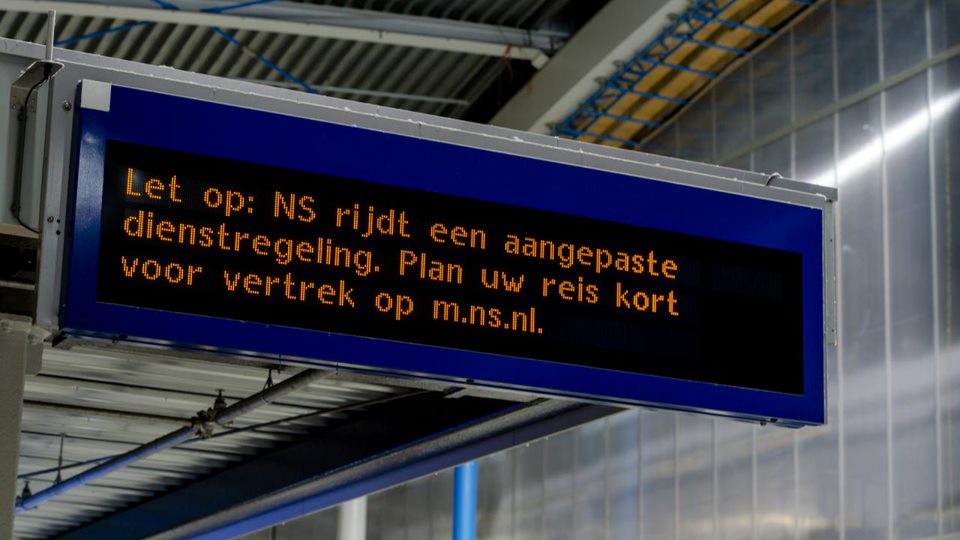 Let op: NS rijdt een aangepaste
dienstregeling. Plan uw reis kort
voor vertrek op m.ns.nl.